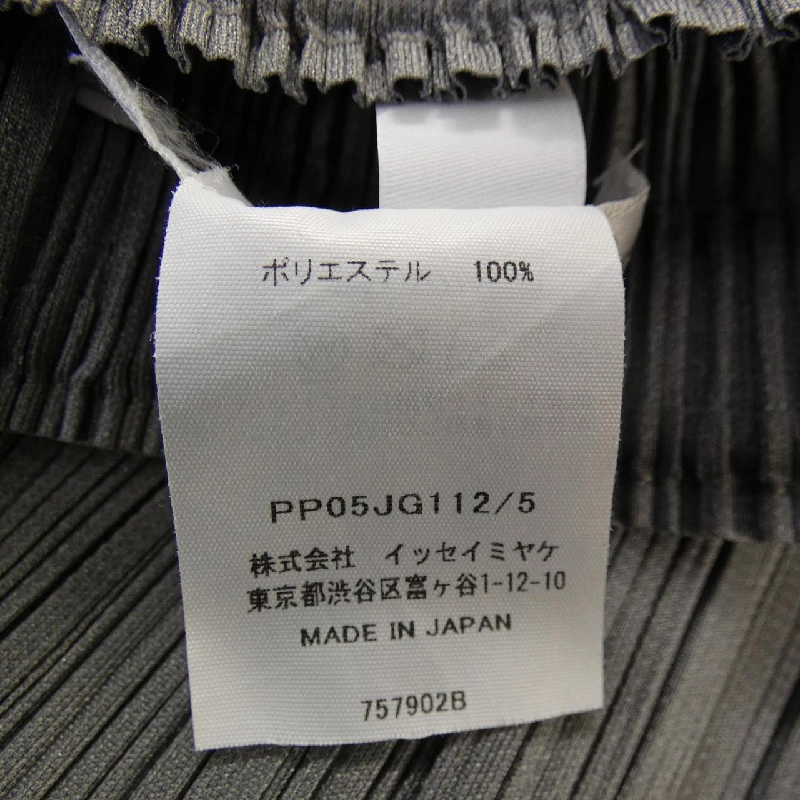 ポリエステル 100%
PP05JG112/5
株式会社 イッセイミヤケ
東京都渋谷区富ヶ谷1-12-10
MADE IN JAPAN
757902B